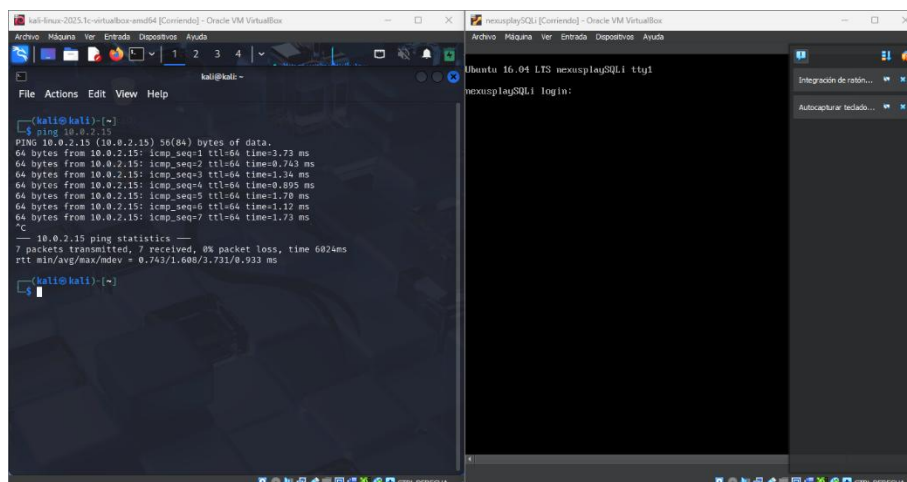 kali-linux-2025.1c-virtualbox-amd64 [Corriendo] - Oracle VM VirtualBox
Archivo Máquina Ver Entrada Dispositivos Ayuda
1 2 3 4
kali@kali: ~
File Actions Edit View Help
┌──(kali㉿kali)-[~]
└─$ ping 10.0.2.15
PING 10.0.2.15 (10.0.2.15) 56(84) bytes of data.
64 bytes from 10.0.2.15: icmp_seq=1 ttl=64 time=3.73 ms
64 bytes from 10.0.2.15: icmp_seq=2 ttl=64 time=0.743 ms
64 bytes from 10.0.2.15: icmp_seq=3 ttl=64 time=1.34 ms
64 bytes from 10.0.2.15: icmp_seq=4 ttl=64 time=0.895 ms
64 bytes from 10.0.2.15: icmp_seq=5 ttl=64 time=1.70 ms
64 bytes from 10.0.2.15: icmp_seq=6 ttl=64 time=1.12 ms
64 bytes from 10.0.2.15: icmp_seq=7 ttl=64 time=1.73 ms
^C
— 10.0.2.15 ping statistics —
7 packets transmitted, 7 received, 0% packet loss, time 6024ms
rtt min/avg/max/mdev = 0.743/1.608/3.731/0.933 ms
┌──(kali㉿kali)-[~]
└─$
nexusplaySQLi [Corriendo] - Oracle VM VirtualBox
Archivo Máquina Ver Entrada Dispositivos Ayuda
Ubuntu 16.04 LTS nexusplaySQLi tty1
nexusplaySQLi login:
Integración de ratón...
Autocapturar teclado...